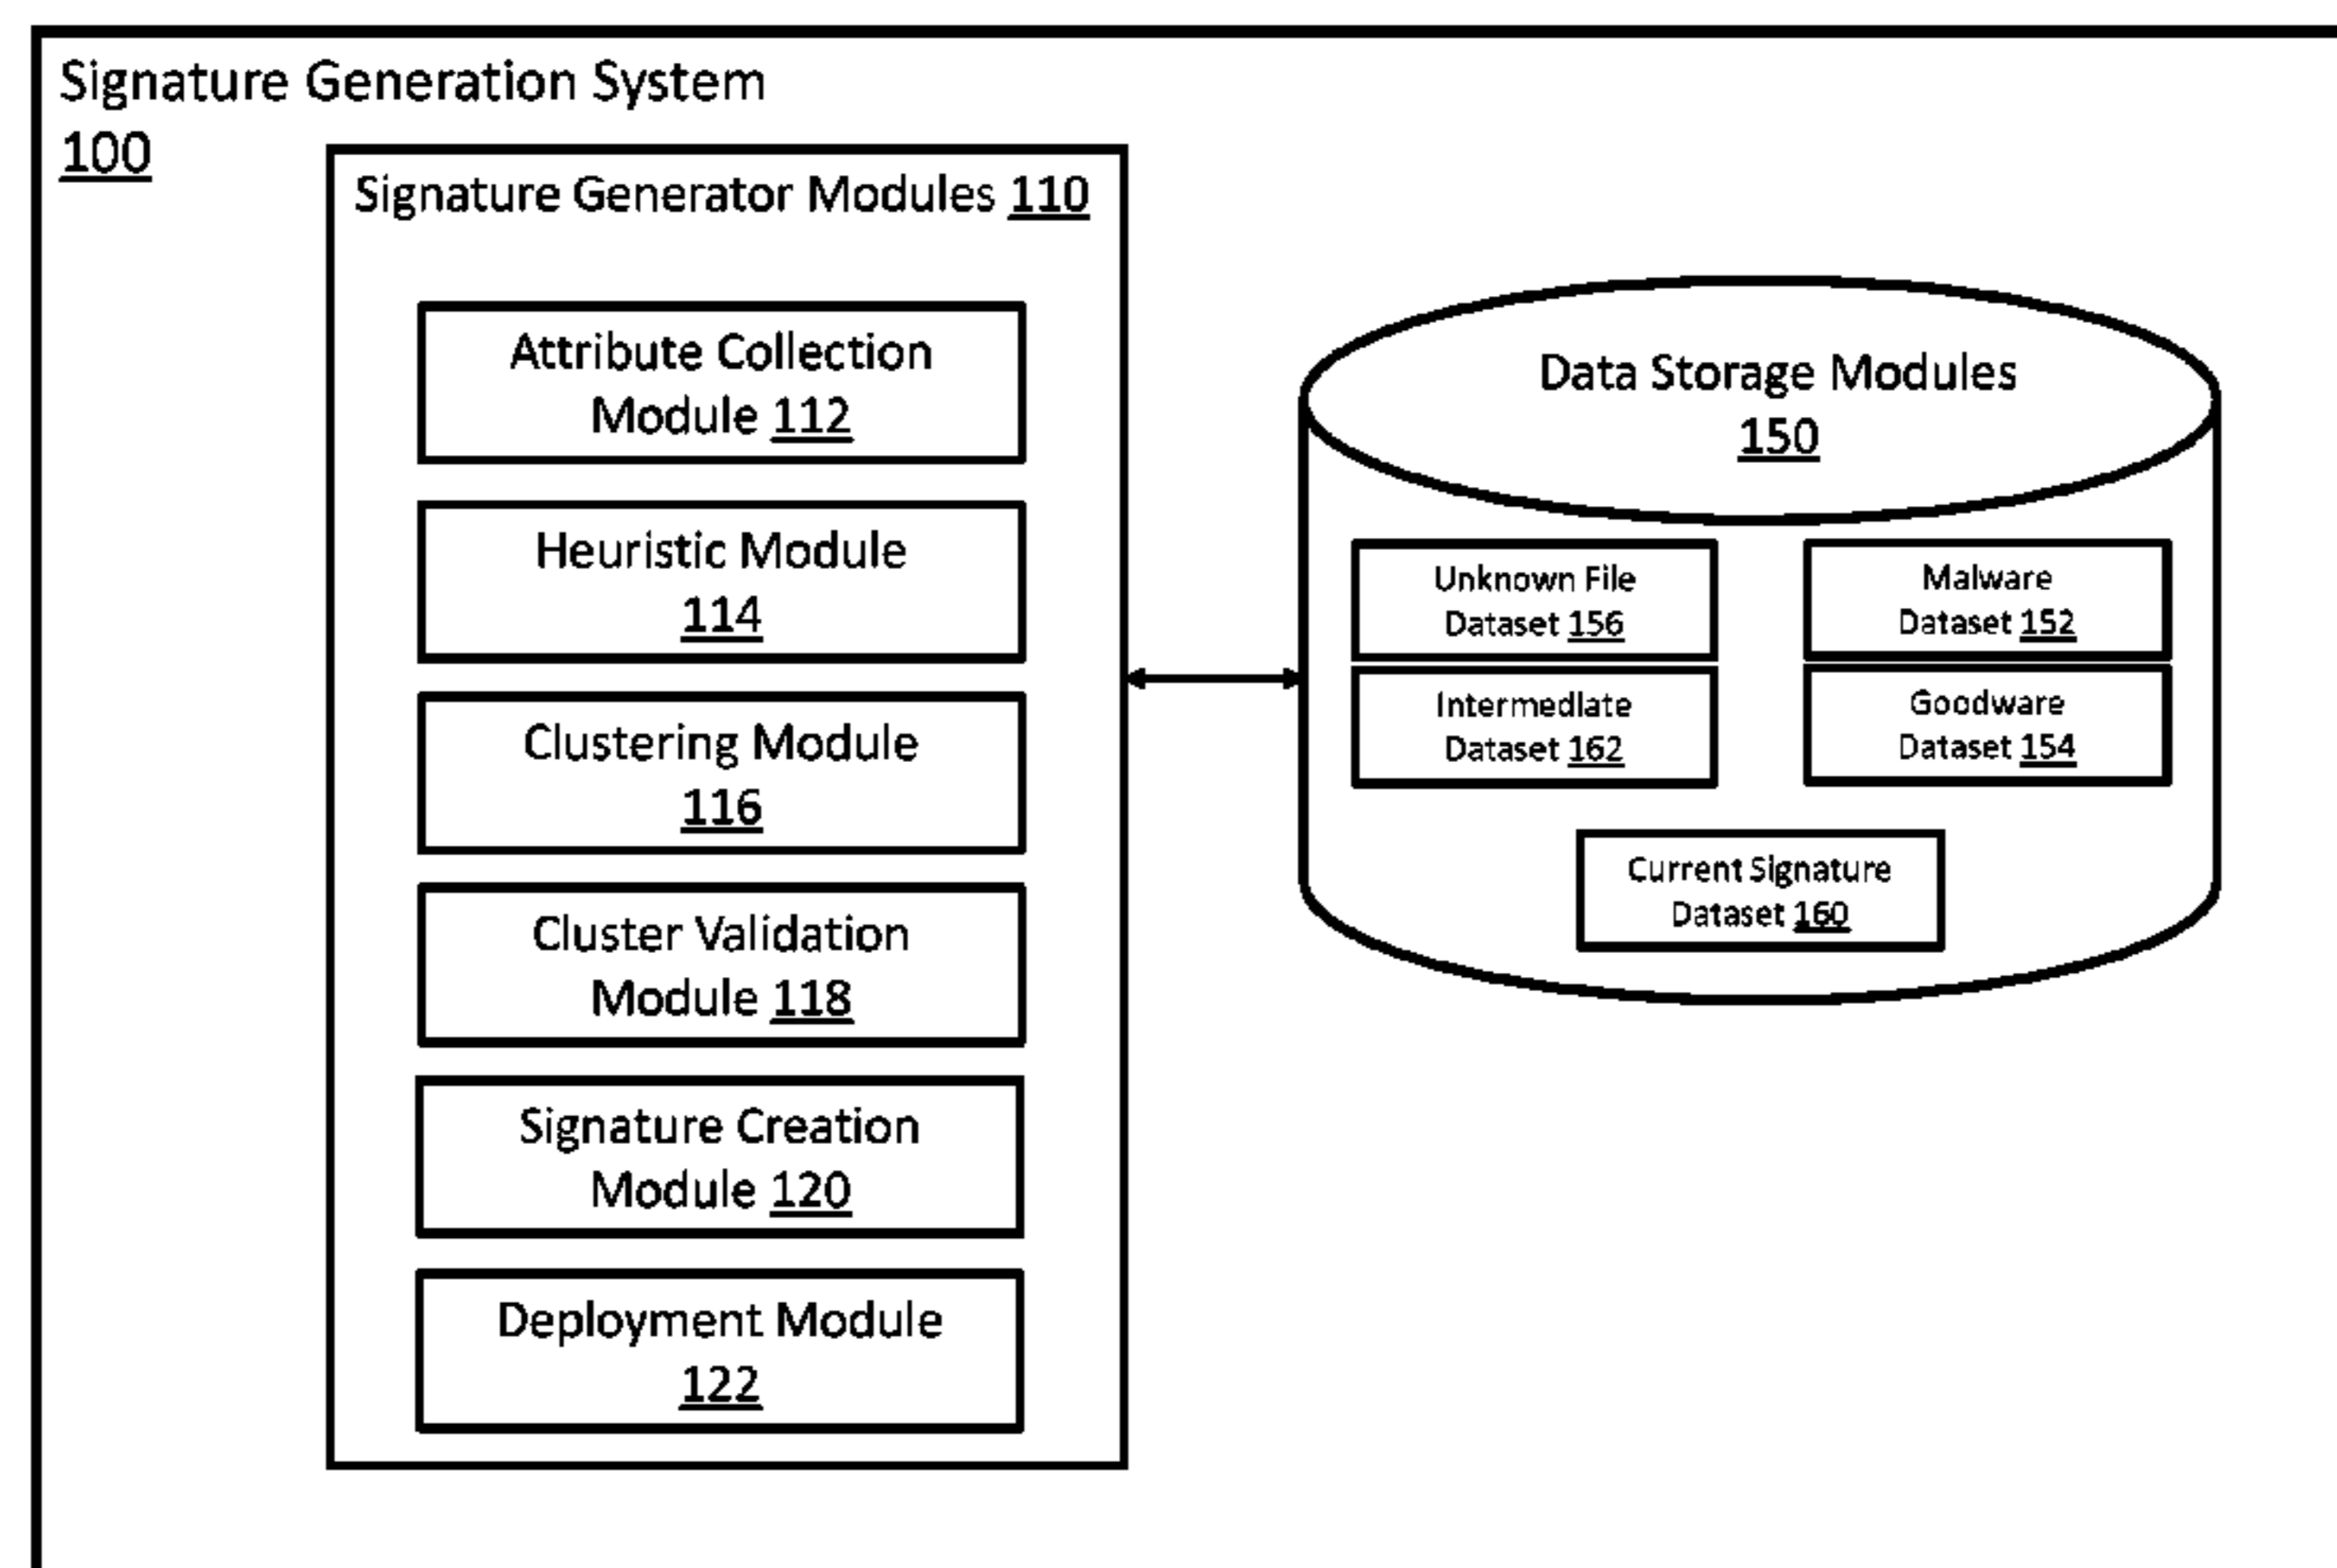 Signature Generation System
100
Signature Generator Modules 110
Attribute Collection
Module 112
Heuristic Module
114
Clustering Module
116
Cluster Validation
Module 118
Signature Creation
Module 120
Deployment Module
122
Data Storage Modules
150
Unknown File
Dataset 156
Malware
Dataset 152
Intermediate
Dataset 162
Goodware
Dataset 154
Current Signature
Dataset 160